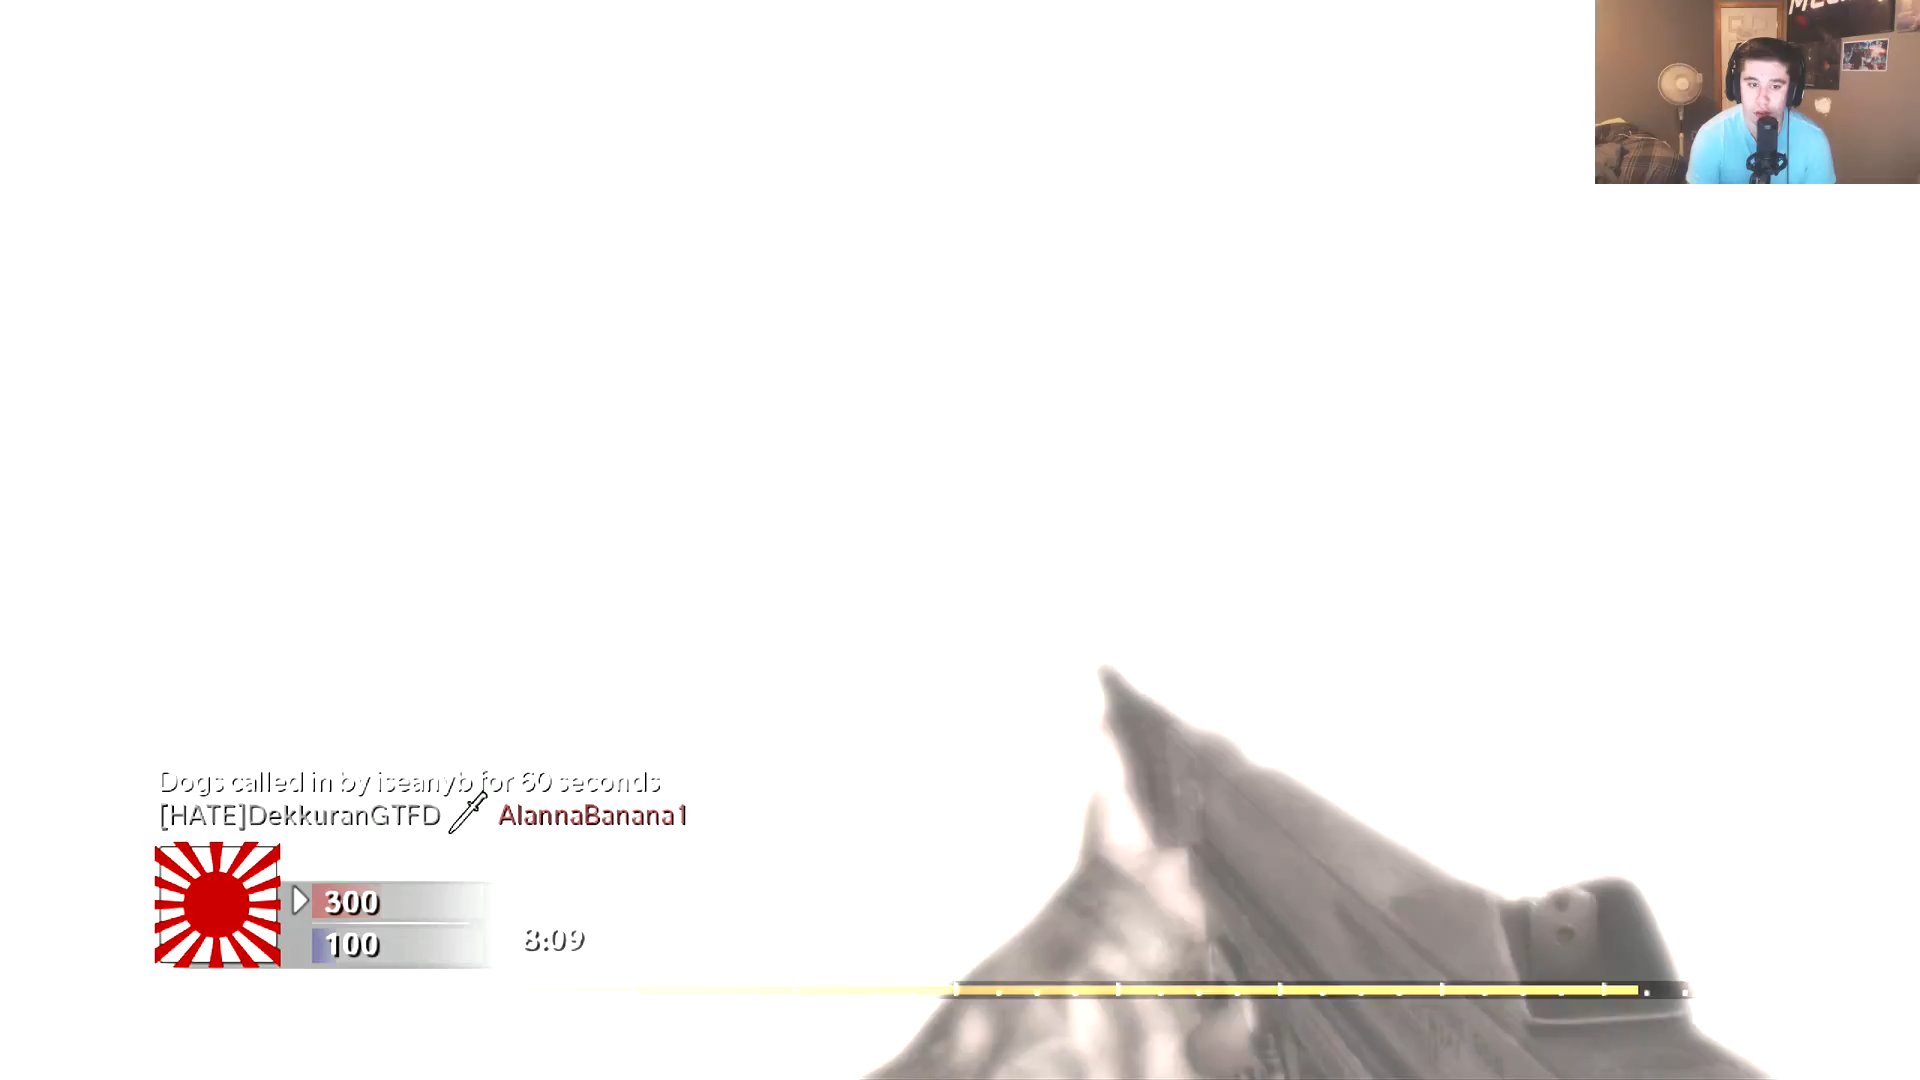 Dogs called in by iseanyb for 60 seconds
[HATE]DekkuranGTFD AlannaBanana1
300
100
8:09